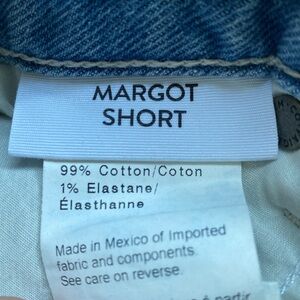 MARGOT
SHORT
99% Cotton/Coton
1% Elastane/
Élasthanne
Made in Mexico of Imported
fabric and components.
See care on reverse.
partir